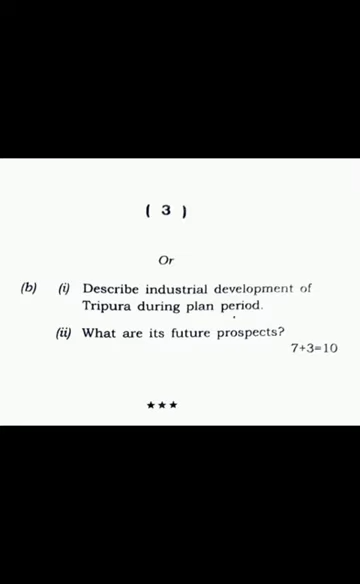 ( 3 )
Or
(b) (i) Describe industrial development of
Tripura during plan period.
(ii) What are its future prospects?
7+3=10
★★★